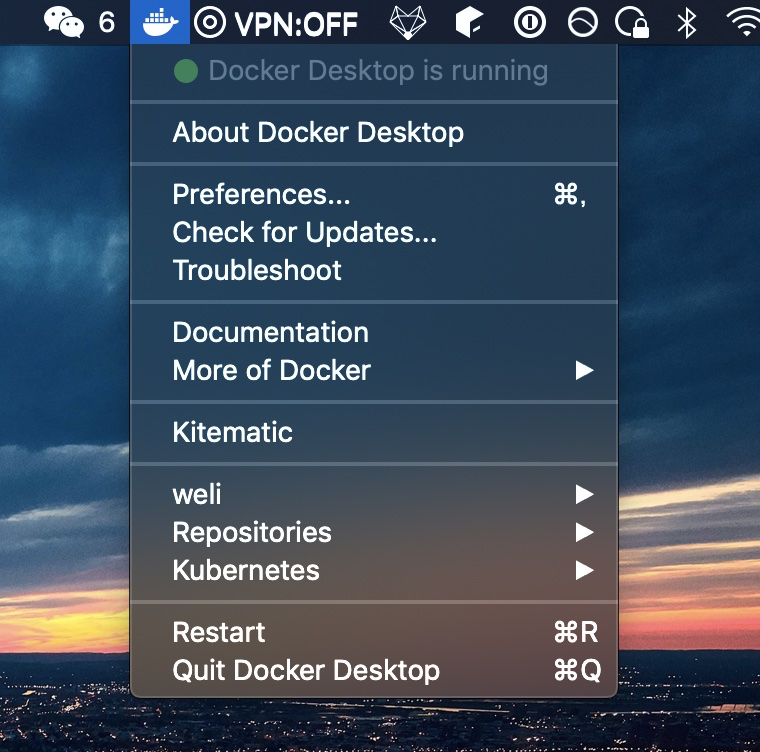 6 VPN:OFF
Docker Desktop is running
About Docker Desktop
Preferences... ⌘,
Check for Updates...
Troubleshoot
Documentation
More of Docker
Kitematic
weli
Repositories
Kubernetes
Restart ⌘R
Quit Docker Desktop ⌘Q